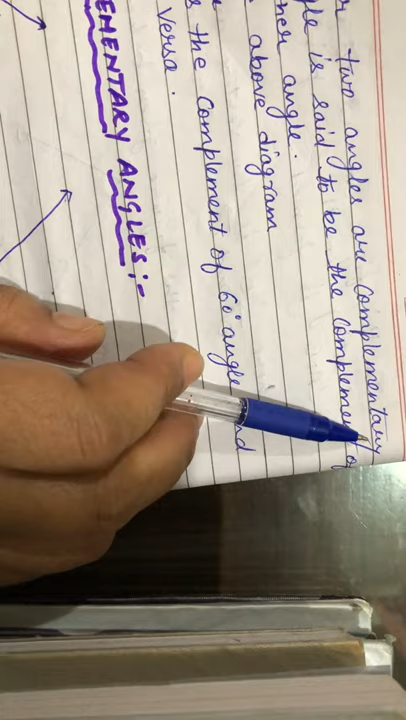 two angles are complementary
is said to be the complement of
angle.
above diagram
the complement of 60° angle and
versa.
EMENTARY ANGLES:-